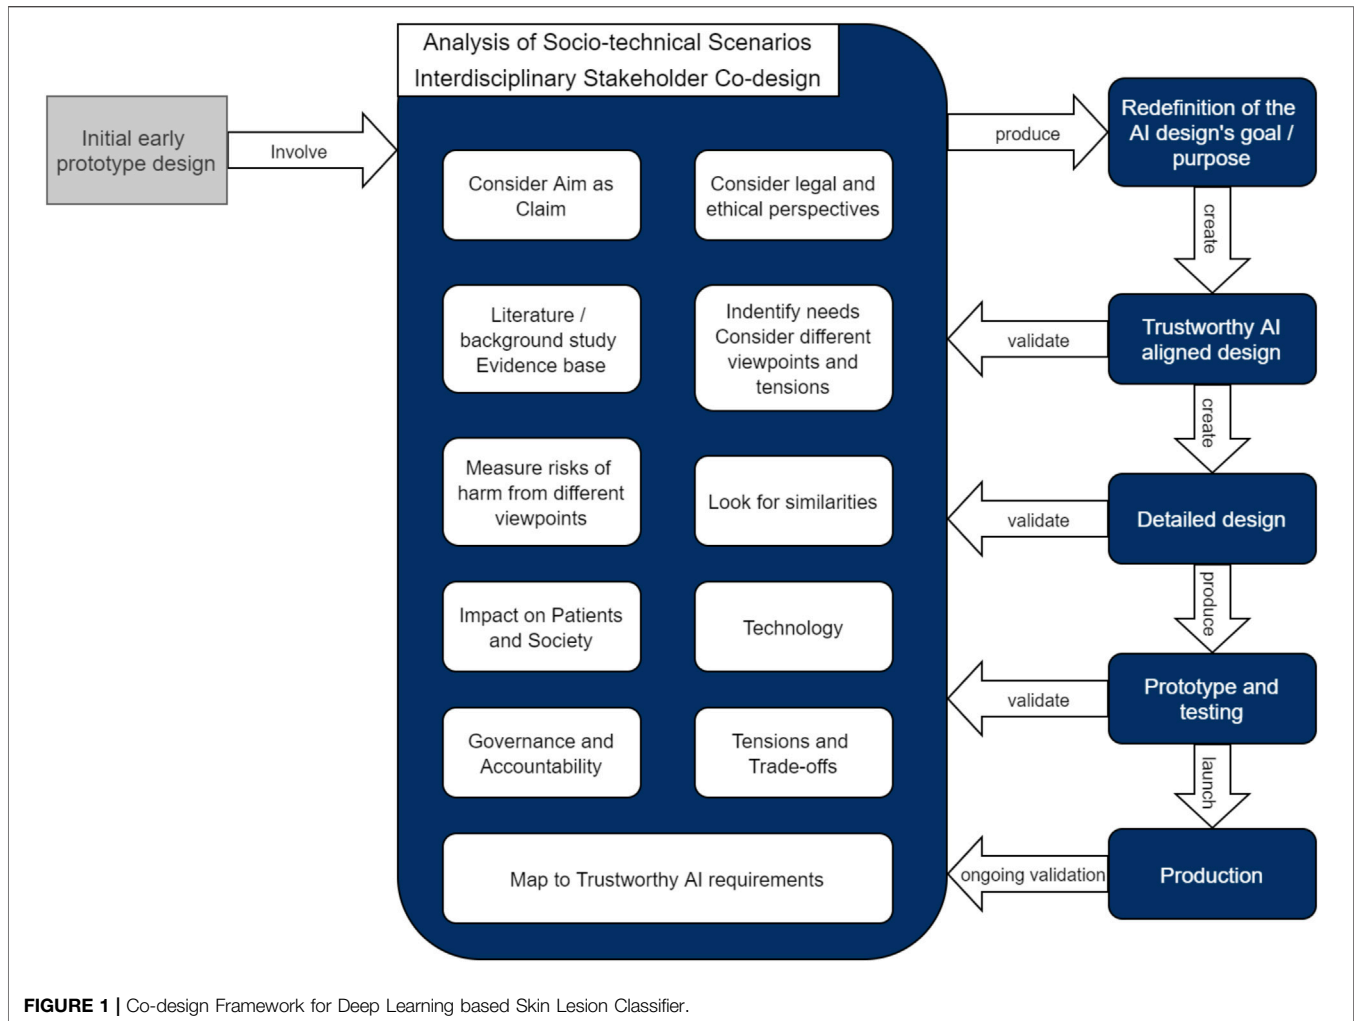 Analysis of Socio-technical Scenarios
Interdisciplinary Stakeholder Co-design
Initial early
prototype design
Involve
Consider Aim as
Claim
Consider legal and
ethical perspectives
Literature /
background study
Evidence base
Indentify needs
Consider different
viewpoints and
tensions
Measure risks of
harm from different
viewpoints
Look for similarities
Impact on Patients
and Society
Technology
Governance and
Accountability
Tensions and
Trade-offs
Map to Trustworthy AI requirements
produce
Redefinition of the
AI design's goal /
purpose
create
validate
Trustworthy AI
aligned design
create
validate
Detailed design
produce
validate
Prototype and
testing
launch
ongoing validation
Production
FIGURE 1 | Co-design Framework for Deep Learning based Skin Lesion Classifier.